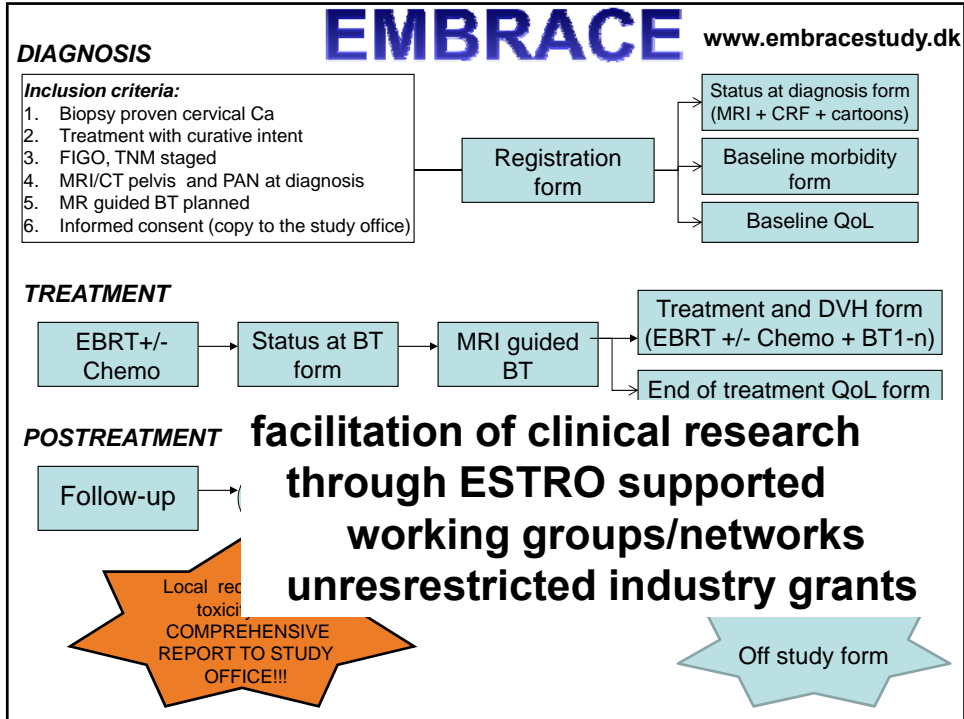 EMBRACE
www.embracestudy.dk
DIAGNOSIS
Inclusion criteria:
1. Biopsy proven cervical Ca
2. Treatment with curative intent
3. FIGO, TNM staged
4. MRI/CT pelvis and PAN at diagnosis
5. MR guided BT planned
6. Informed consent (copy to the study office)
Registration
form
Status at diagnosis form
(MRI + CRF + cartoons)
Baseline morbidity
form
Baseline QoL
TREATMENT
EBRT+/-
Chemo
Status at BT
form
MRI guided
BT
Treatment and DVH form
(EBRT +/- Chemo + BT1-n)
End of treatment QoL form
POSTREATMENT
Follow-up
facilitation of clinical research
through ESTRO supported
working groups/networks
unresrestricted industry grants
Local
COMPREHENSIVE
REPORT TO STUDY
OFFICE!!!
Off study form